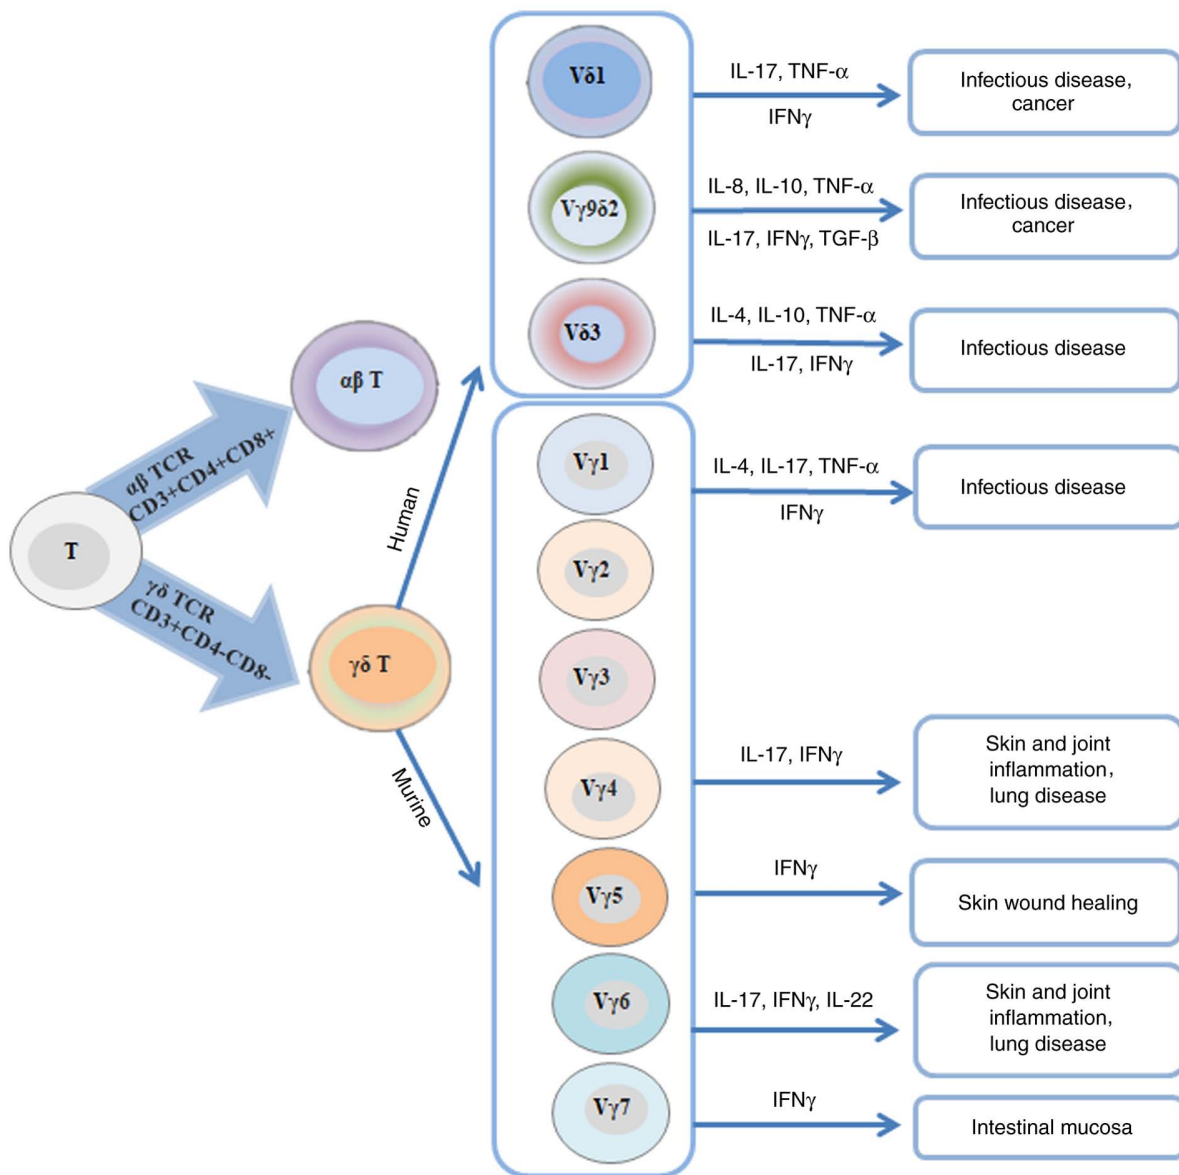 T
αβ TCR
CD3+CD4+CD8+
γδ TCR
CD3+CD4-CD8-
αβ T
γδ T
Human
Murine
Vδ1
IL-17, TNF-α
IFNγ
Infectious disease,
cancer
Vγ9δ2
IL-8, IL-10, TNF-α
IL-17, IFNγ, TGF-β
Infectious disease,
cancer
Vδ3
IL-4, IL-10, TNF-α
IL-17, IFNγ
Infectious disease
Vγ1
IL-4, IL-17, TNF-α
IFNγ
Infectious disease
Vγ2
Vγ3
Vγ4
IL-17, IFNγ
Skin and joint
inflammation,
lung disease
Vγ5
IFNγ
Skin wound healing
Vγ6
IL-17, IFNγ, IL-22
Skin and joint
inflammation,
lung disease
Vγ7
IFNγ
Intestinal mucosa